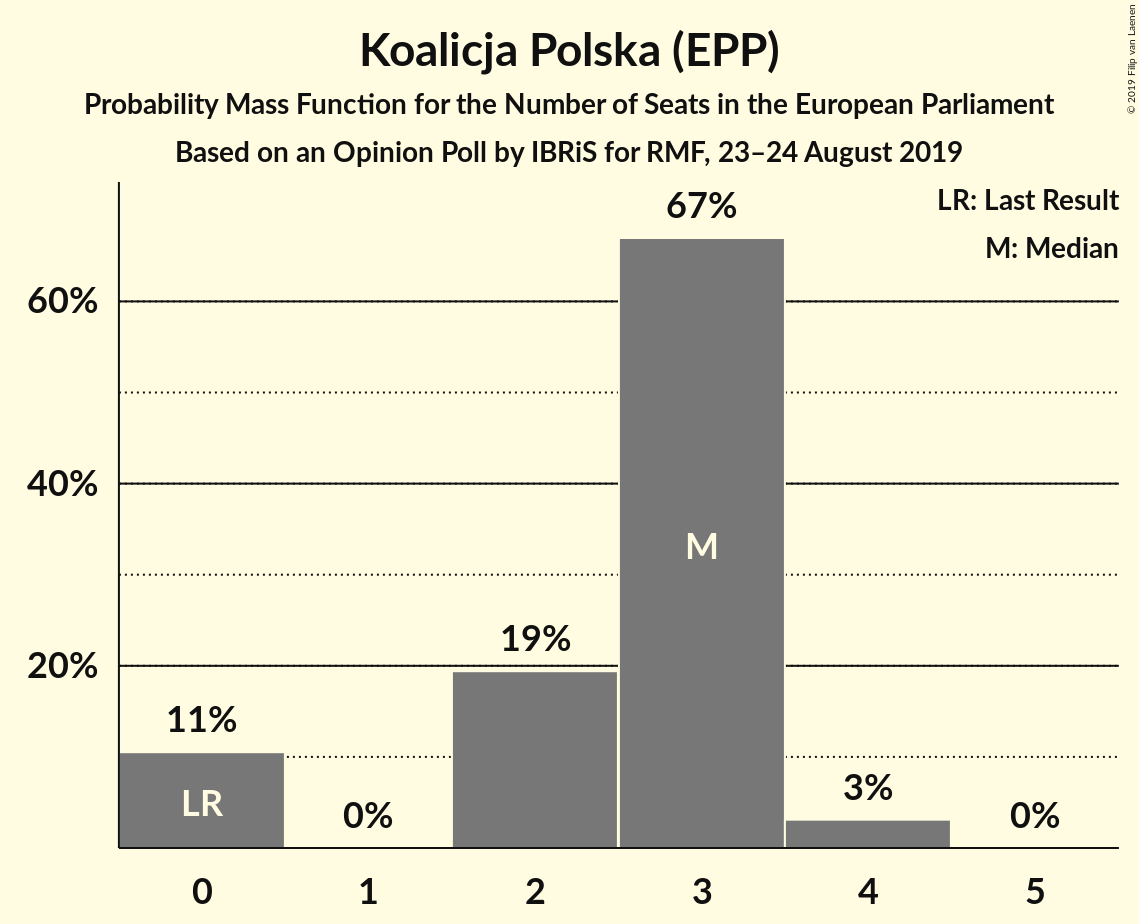 Koalicja Polska (EPP)
Probability Mass Function for the Number of Seats in the European Parliament
Based on an Opinion Poll by IBRiS for RMF, 23–24 August 2019
© 2019 Filip van Laenen
LR: Last Result
M: Median
67%
60%
40%
M
19%
20%
11%
LR
0%
3%
0%
0 1 2 3 4 5